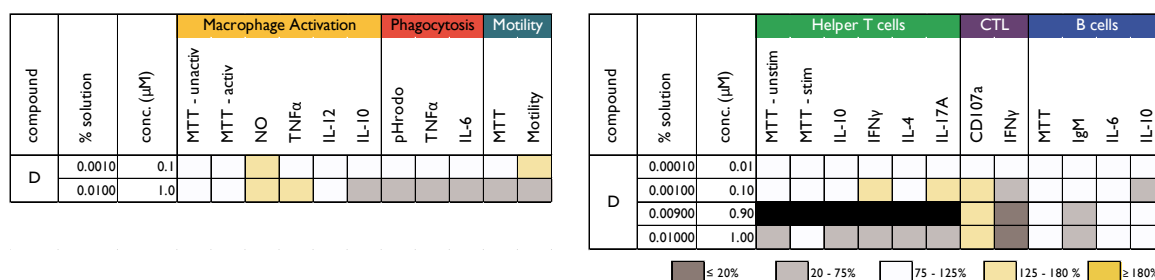 Macrophage Activation Phagocytosis Motility
compound % solution conc. (µM) MTT - unactiv MTT - activ NO TNFα IL-12 IL-10 pHrodo TNFα IL-6 MTT Motility
D
0.0010 0.1
0.0100 1.0
Helper T cells CTL B cells
compound % solution conc. (µM) MTT - unstim MTT - stim IL-10 IFNγ IL-4 IL-17A CD107a IFNγ MTT IgM IL-6 IL-10
D
0.00010 0.01
0.00100 0.10
0.00900 0.90
0.01000 1.00
≤ 20% 20 - 75% 75 - 125% 125 - 180 % ≥ 180%